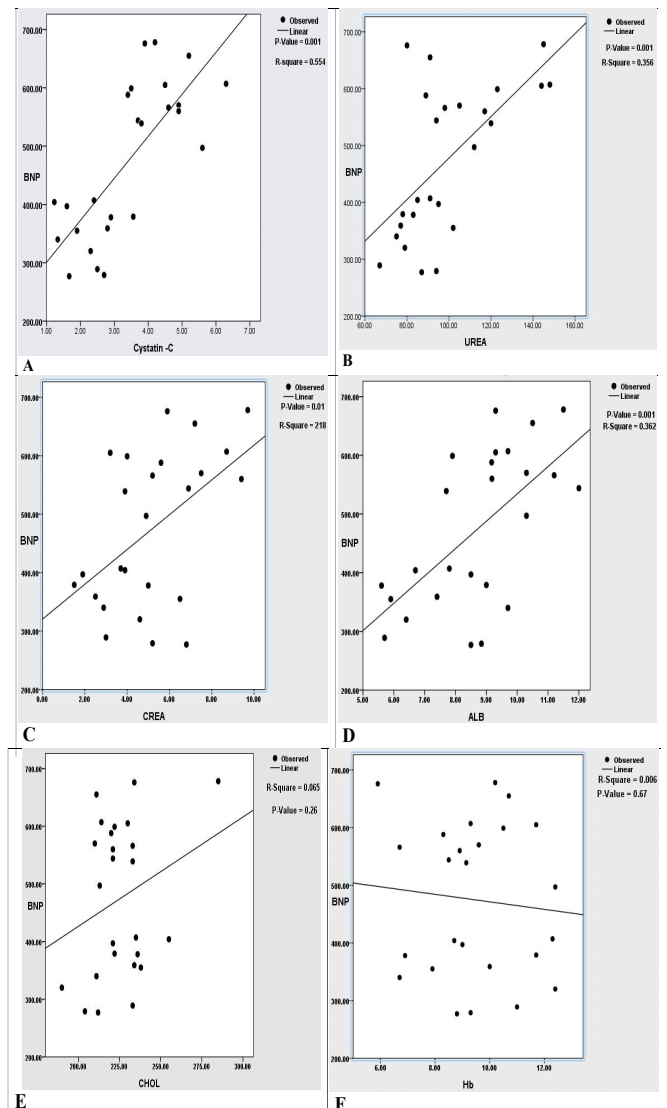 Observed
Linear
P-Value = 0.001
R-square = 0.554
700.00
600.00
500.00
BNP
400.00
300.00
200.00
1.00 2.00 3.00 4.00 5.00 6.00 7.00
Cystatin -C
A
Observed
Linear
P-Value = 0.001
R-Square = 0.356
700.00
600.00
500.00
BNP
400.00
300.00
200.00
60.00 80.00 100.00 120.00 140.00 160.00
UREA
B
Observed
Linear
P-Value = 0.01
R-Square = 218
700.00
600.00
500.00
BNP
400.00
300.00
200.00
0.00 2.00 4.00 6.00 8.00 10.00
CREA
C
Observed
Linear
P-Value = 0.001
R-Square = 0.362
700.00
600.00
500.00
BNP
400.00
300.00
200.00
5.00 6.00 7.00 8.00 9.00 10.00 11.00 12.00
ALB
D
Observed
Linear
R-Square = 0.065
P-Value = 0.26
700.00
600.00
500.00
BNP
400.00
300.00
200.00
200.00 225.00 250.00 275.00 300.00
CHOL
E
Observed
Linear
R-Square = 0.006
P-Value = 0.67
700.00
600.00
500.00
BNP
400.00
300.00
200.00
6.00 8.00 10.00 12.00
Hb
F